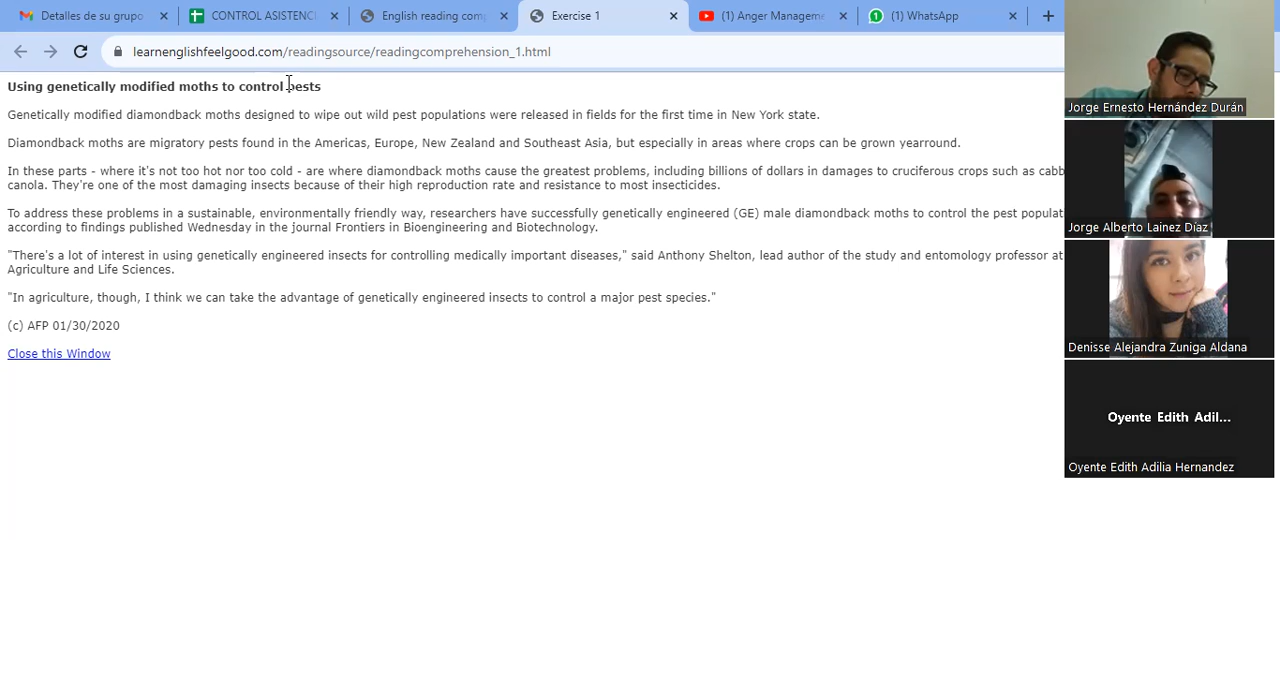 Detalles de su grupo
CONTROL ASISTENCI
English reading com
Exercise 1
(1) Anger Managem
(1) WhatsApp
learnenglishfeelgood.com/readingsource/readingcomprehension_1.html
Using genetically modified moths to control pests
Genetically modified diamondback moths designed to wipe out wild pest populations were released in fields for the first time in New York state.
Diamondback moths are migratory pests found in the Americas, Europe, New Zealand and Southeast Asia, but especially in areas where crops can be grown yearround.
In these parts - where it's not too hot nor too cold - are where diamondback moths cause the greatest problems, including billions of dollars in damages to cruciferous crops such as cabb
canola. They're one of the most damaging insects because of their high reproduction rate and resistance to most insecticides.
To address these problems in a sustainable, environmentally friendly way, researchers have successfully genetically engineered (GE) male diamondback moths to control the pest populat
according to findings published Wednesday in the journal Frontiers in Bioengineering and Biotechnology.
"There's a lot of interest in using genetically engineered insects for controlling medically important diseases," said Anthony Shelton, lead author of the study and entomology professor at
Agriculture and Life Sciences.
"In agriculture, though, I think we can take the advantage of genetically engineered insects to control a major pest species."
(c) AFP 01/30/2020
Close this Window
Jorge Ernesto Hernández Durán
Jorge Alberto Lainez Díaz
Denisse Alejandra Zuniga Aldana
Oyente Edith Adil...
Oyente Edith Adilia Hernandez